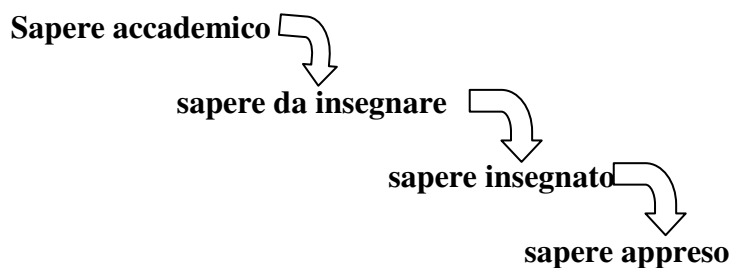 Sapere accademico
sapere da insegnare
sapere insegnato
sapere appreso